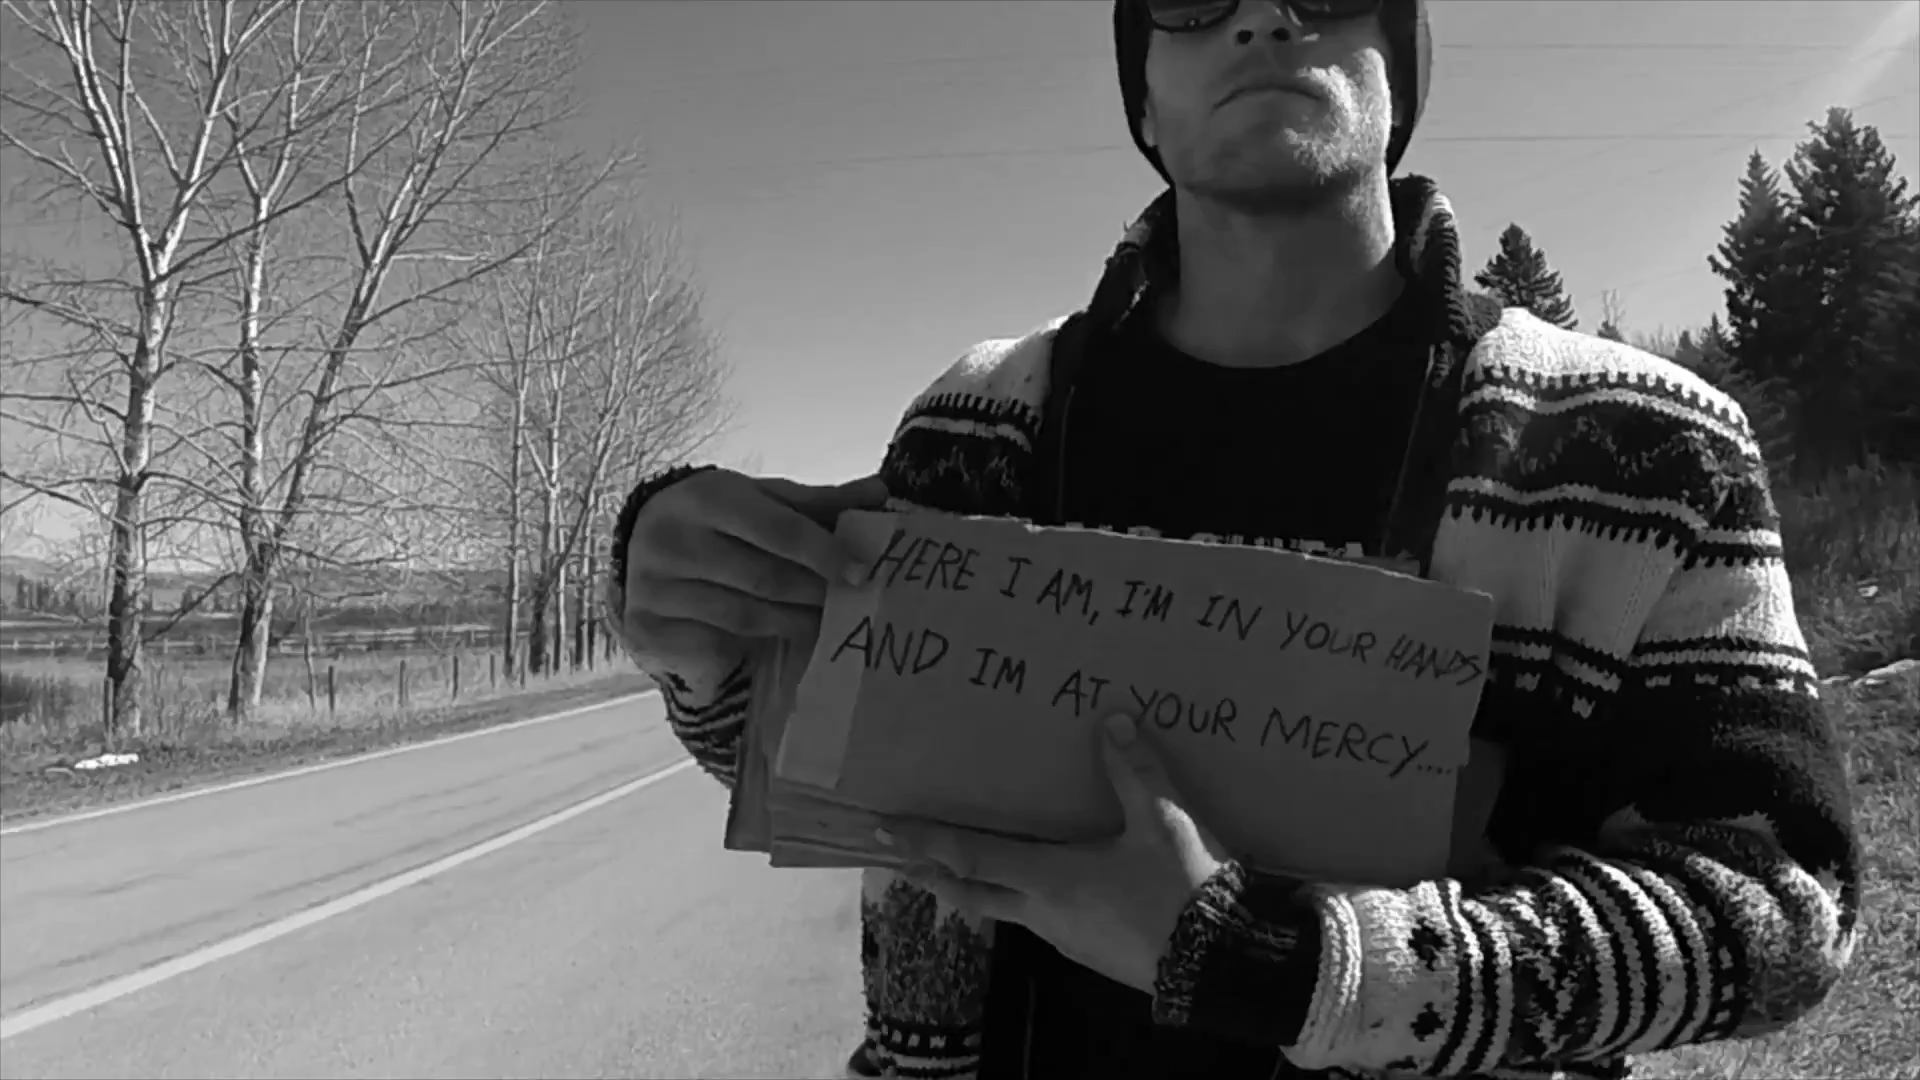 HERE I AM, I'M IN YOUR HANDS
AND IM AT YOUR MERCY....